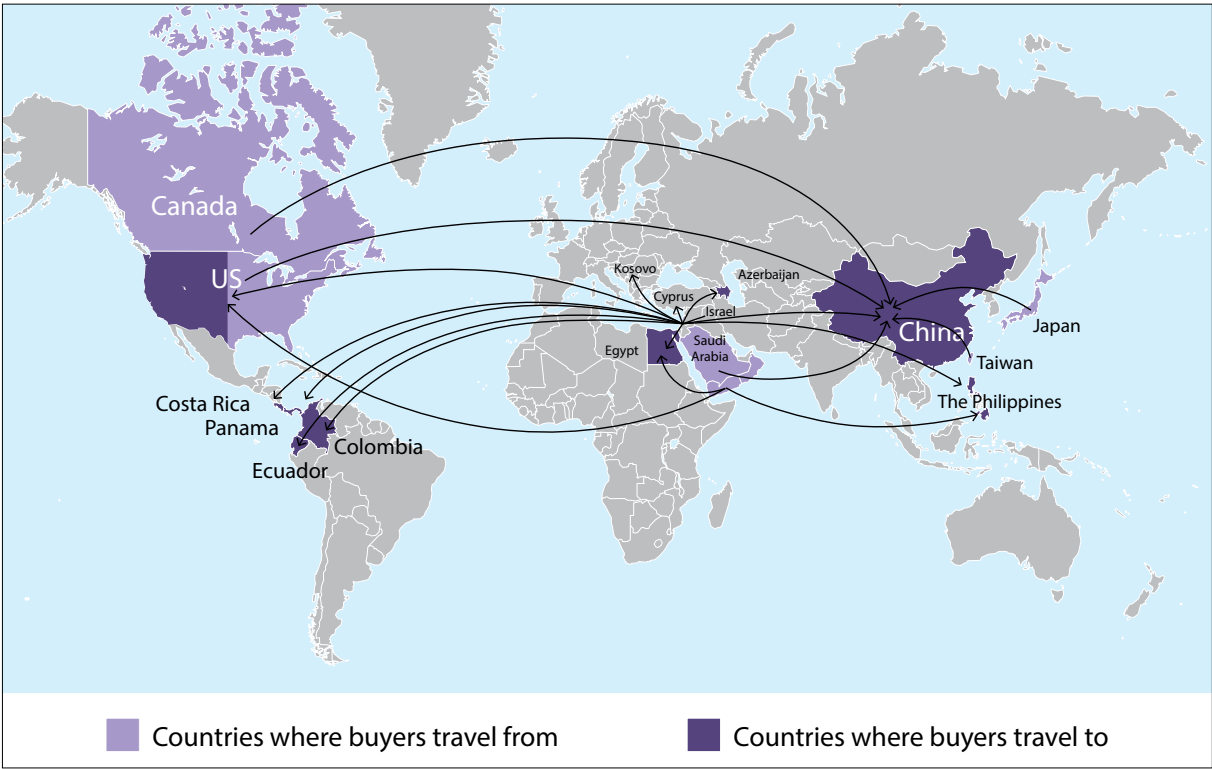 Canada
US
Kosovo
Azerbaijan
Cyprus
Israel
China
Japan
Egypt
Saudi
Arabia
Taiwan
Costa Rica
The Philippines
Panama
Colombia
Ecuador
Countries where buyers travel from
Countries where buyers travel to